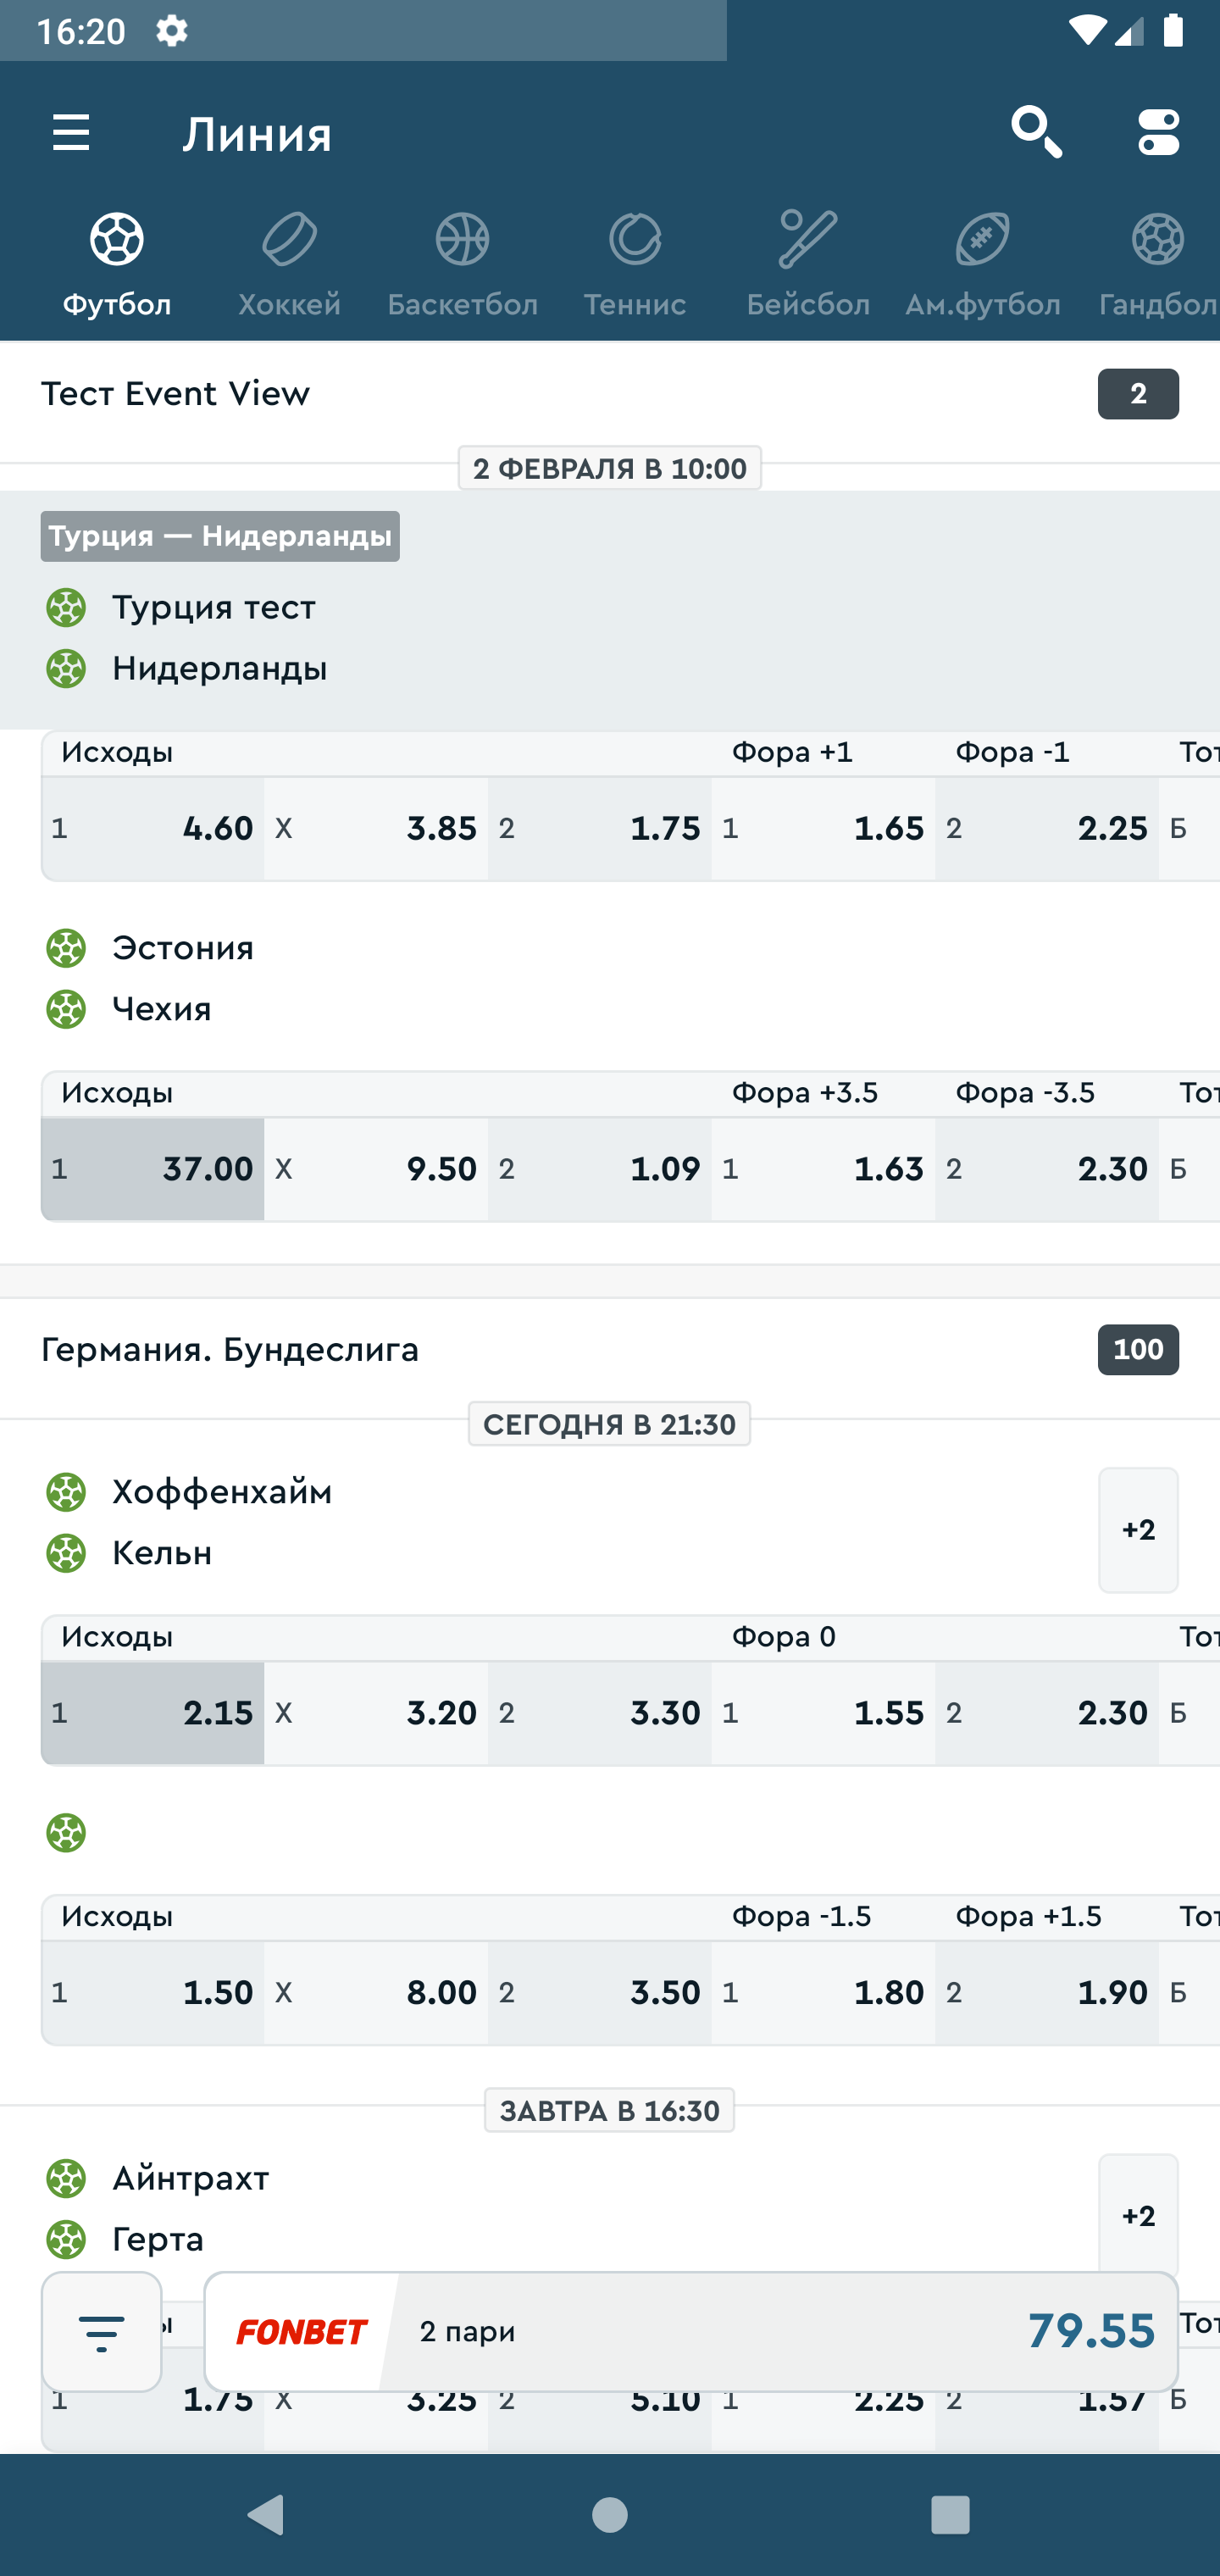 16:20
Линия
Футбол Хоккей Баскетбол Теннис Бейсбол Ам.футбол Гандбол
Тест Event View 2
2 ФЕВРАЛЯ В 10:00
Турция — Нидерланды
Турция тест
Нидерланды
Исходы Фора +1 Фора -1 Тот
1 4.60 X 3.85 2 1.75 1 1.65 2 2.25 Б
Эстония
Чехия
Исходы Фора +3.5 Фора -3.5 Тот
1 37.00 X 9.50 2 1.09 1 1.63 2 2.30 Б
Германия. Бундеслига 100
СЕГОДНЯ В 21:30
Хоффенхайм
Кельн
+2
Исходы Фора 0 Тот
1 2.15 X 3.20 2 3.30 1 1.55 2 2.30 Б
Исходы Фора -1.5 Фора +1.5 Тот
1 1.50 X 8.00 2 3.50 1 1.80 2 1.90 Б
ЗАВТРА В 16:30
Айнтрахт
Герта
+2
ы FONBET 2 пари 79.55 Тот
1 1.75 X 3.25 2 5.10 1 2.25 2 1.57 Б